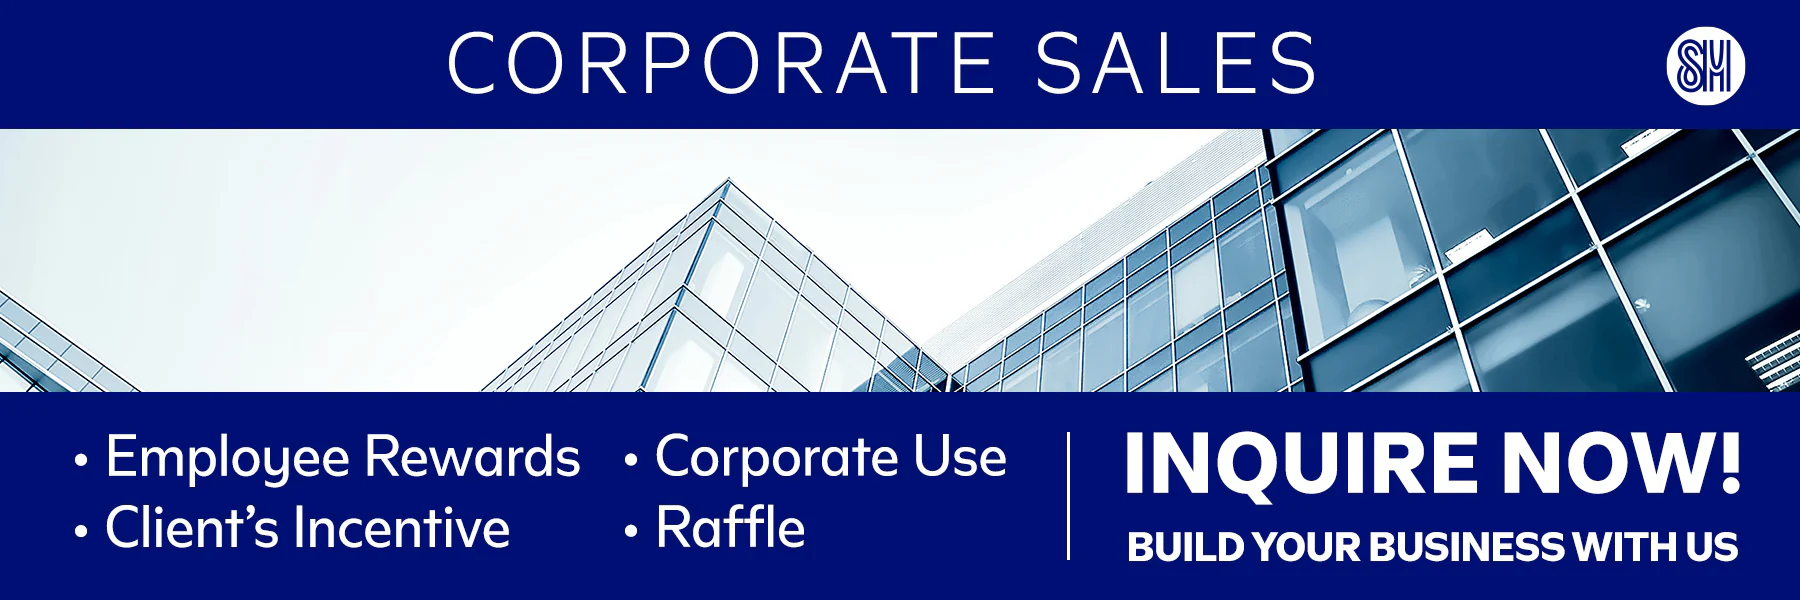 CORPORATE SALES
SM
• Employee Rewards
• Client's Incentive
• Corporate Use
• Raffle
INQUIRE NOW!
BUILD YOUR BUSINESS WITH US